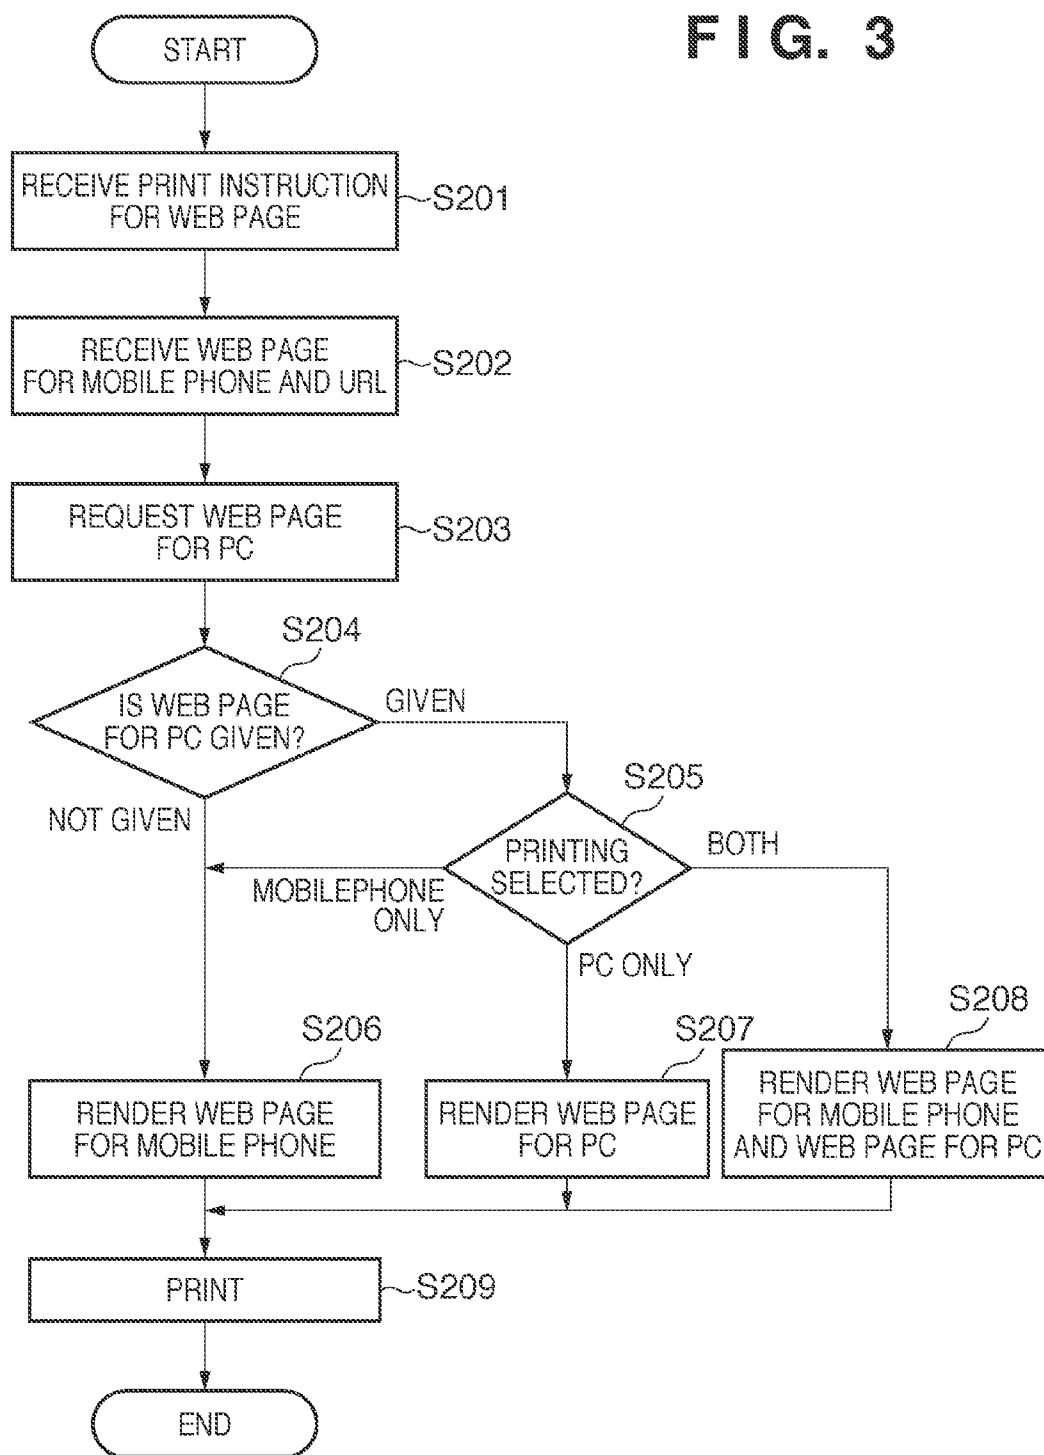 FIG. 3
START
RECEIVE PRINT INSTRUCTION
FOR WEB PAGE
S201
RECEIVE WEB PAGE
FOR MOBILE PHONE AND URL
S202
REQUEST WEB PAGE
FOR PC
S203
S204
IS WEB PAGE
FOR PC GIVEN?
GIVEN
NOT GIVEN
S205
PRINTING
SELECTED?
BOTH
MOBILEPHONE
ONLY
PC ONLY
S206
RENDER WEB PAGE
FOR MOBILE PHONE
S207
RENDER WEB PAGE
FOR PC
S208
RENDER WEB PAGE
FOR MOBILE PHONE
AND WEB PAGE FOR PC
PRINT
S209
END